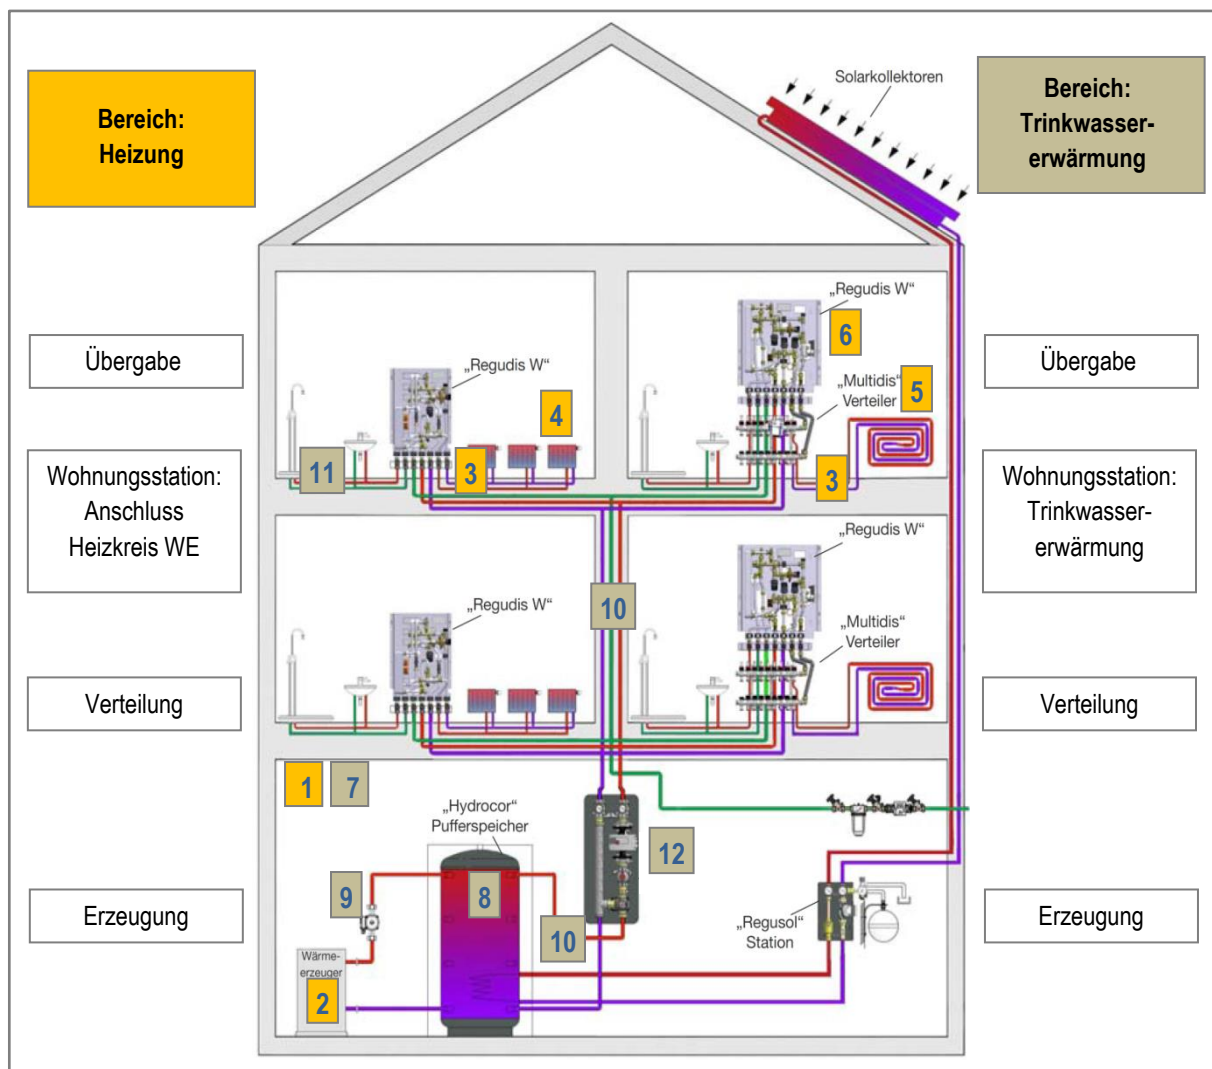 Bereich:
Heizung
Solarkollektoren
Bereich:
Trinkwasser-
erwärmung
Übergabe
Wohnungsstation:
Anschluss
Heizkreis WE
Verteilung
Erzeugung
„Regudis W“
4
11
3
„Regudis W“
6
„Multidis“
Verteiler
5
3
„Regudis W“
10
„Regudis W“
„Multidis“
Verteiler
1
7
„Hydrocor“
Pufferspeicher
12
9
8
10
„Regusol“
Station
Wärme-
erzeuger
2
Übergabe
Wohnungsstation:
Trinkwasser-
erwärmung
Verteilung
Erzeugung